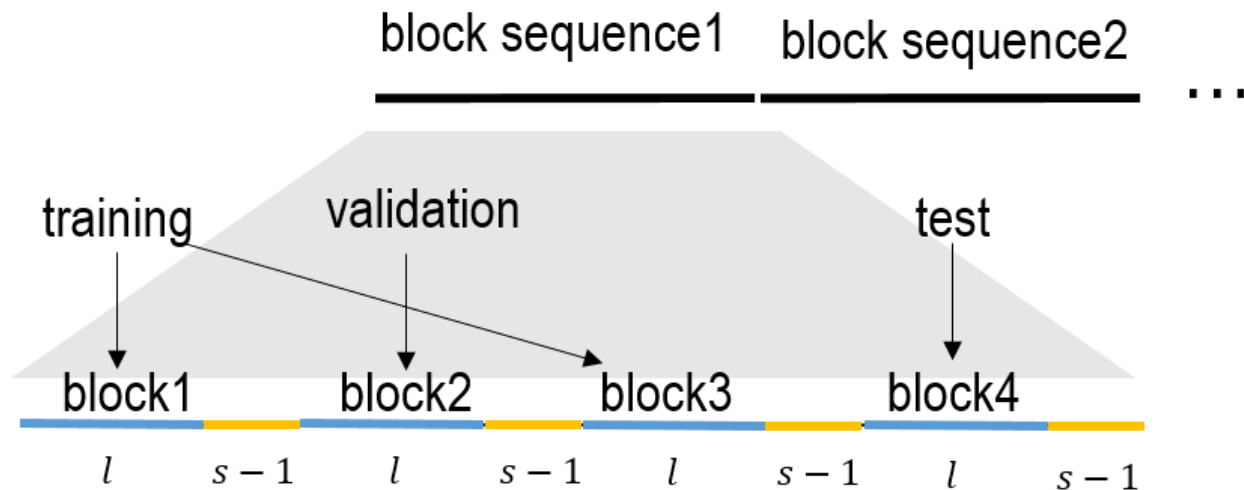 block sequence1 block sequence2 ...
training validation test
block1 block2 block3 block4
l s − 1 l s − 1 l s − 1 l s − 1